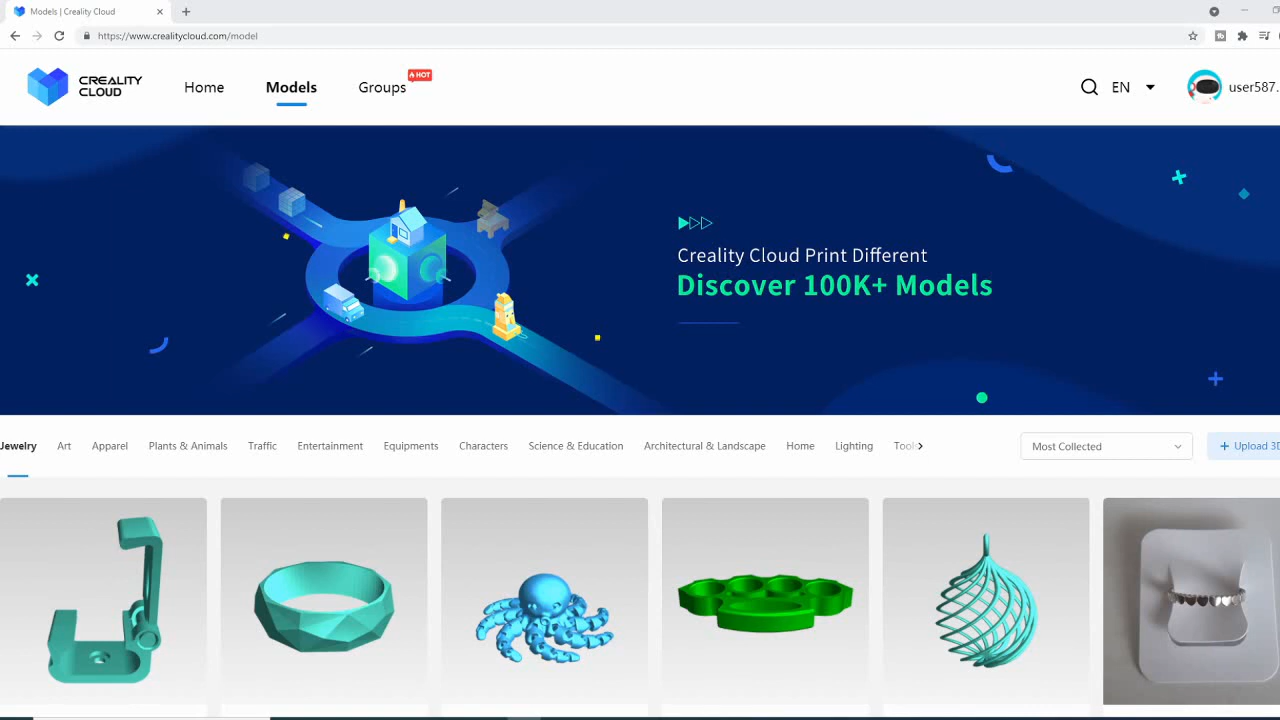 Models | Creality Cloud
https://www.crealitycloud.com/model
CREALITY
CLOUD
Home
Models
Groups
HOT
EN
user587.
Creality Cloud Print Different
Discover 100K+ Models
Jewelry
Art
Apparel
Plants & Animals
Traffic
Entertainment
Equipments
Characters
Science & Education
Architectural & Landscape
Home
Lighting
Tools
Most Collected
+ Upload 3D